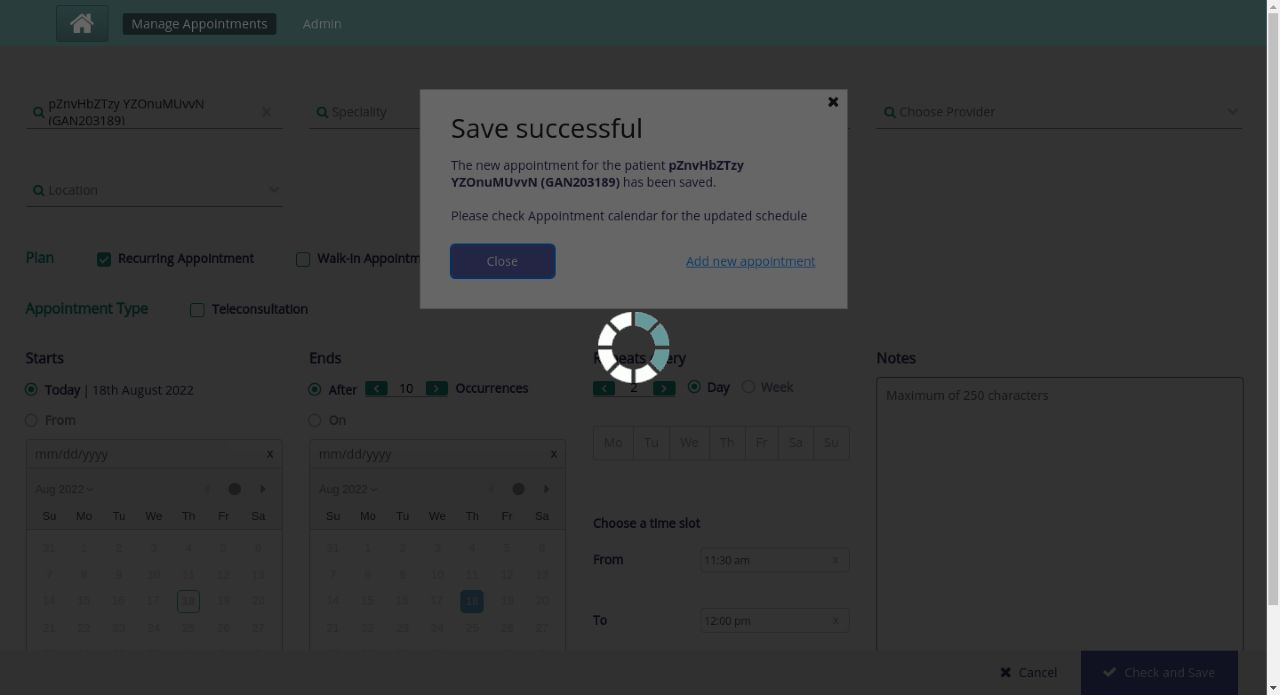 Manage Appointments Admin
pZnvHbZTzy YZOnuMUvvN
(GAN203189)
Speciality
Choose Provider
Save successful
The new appointment for the patient pZnvHbZTzy
YZOnuMUvvN (GAN203189) has been saved.
Please check Appointment calendar for the updated schedule
Close Add new appointment
Location
Plan Recurring Appointment Walk-In
Appointment Type Teleconsultation
Starts Ends Notes
Today | 18th August 2022 After 10 Occurrences 2 Day Week Maximum of 250 characters
From On
mm/dd/yyyy x mm/dd/yyyy x Mo Tu We Th Fr Sa Su
Aug 2022 Aug 2022
Su Mo Tu We Th Fr Sa Su Mo Tu We Th Fr Sa
Choose a time slot
31 1 2 3 4 5 6 31 1 2 3 4 5 6
From 11:30 am x
7 8 9 10 11 12 13 7 8 9 10 11 12 13
14 15 16 17 18 19 20 14 15 16 17 18 19 20
To 12:00 pm x
21 22 23 24 25 26 27 21 22 23 24 25 26 27
Cancel Check and Save